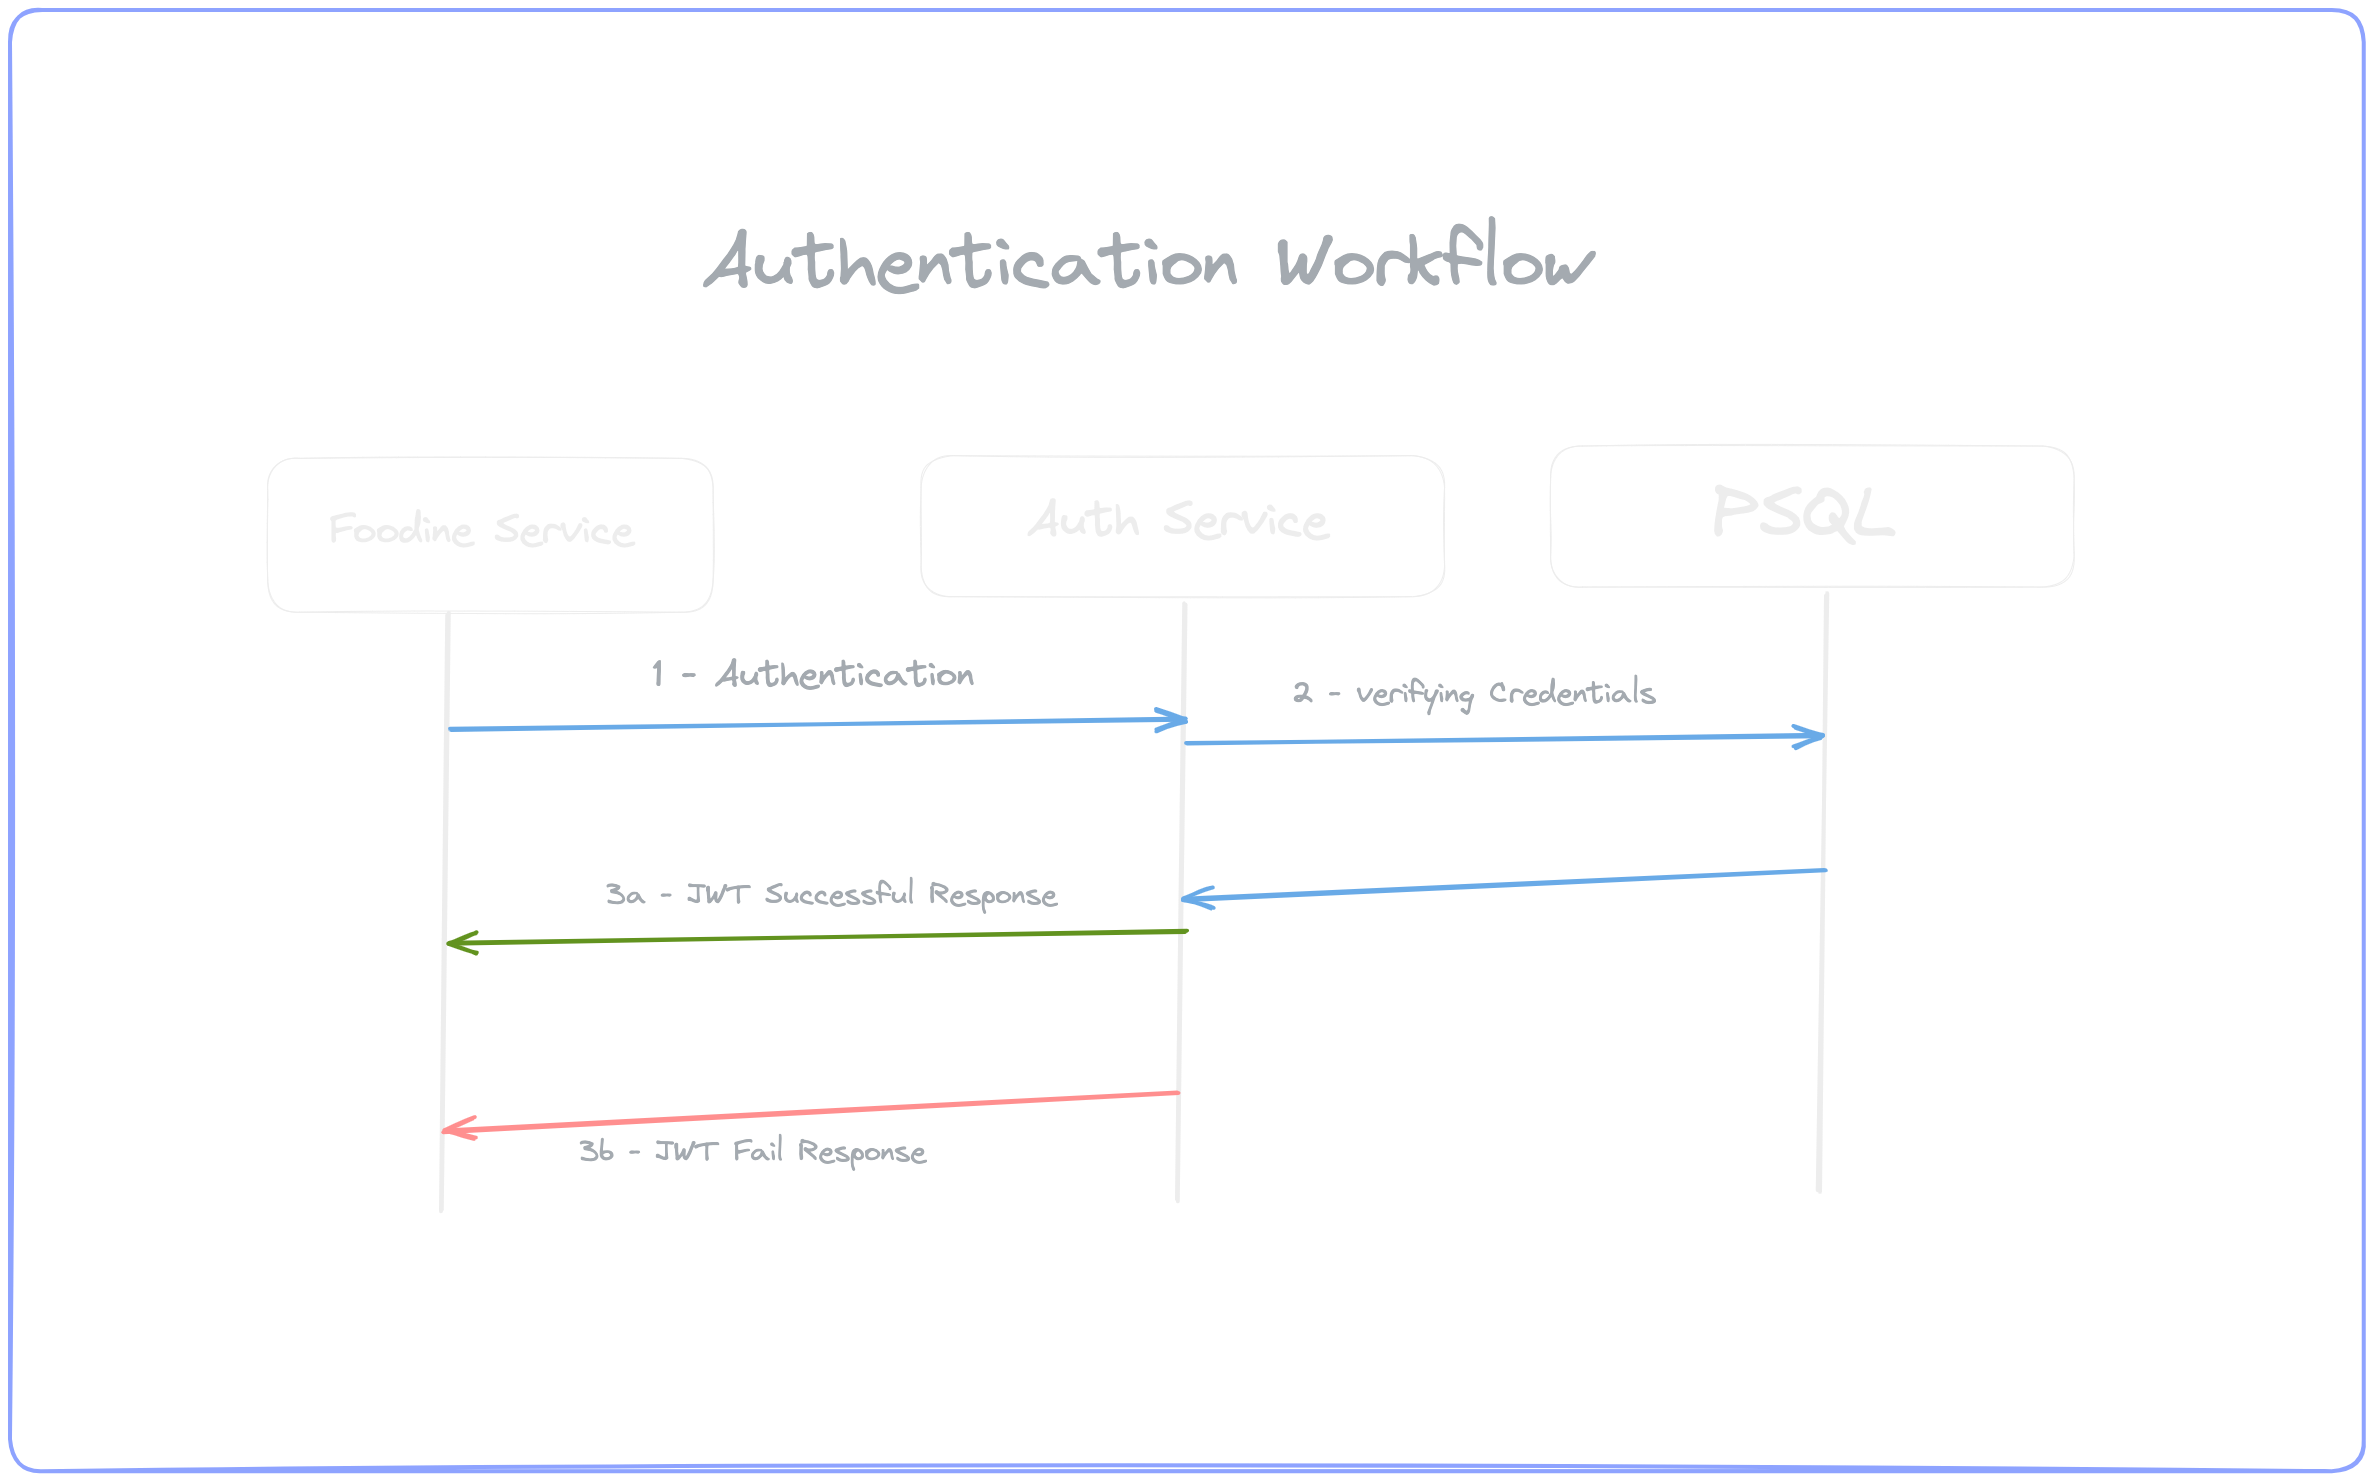 Authentication Workflow
Foodine Service
Auth Service
PSQL
1 - Authentication
2 - verifying Credentials
3a - JWT Successful Response
3b - JWT Fail Response